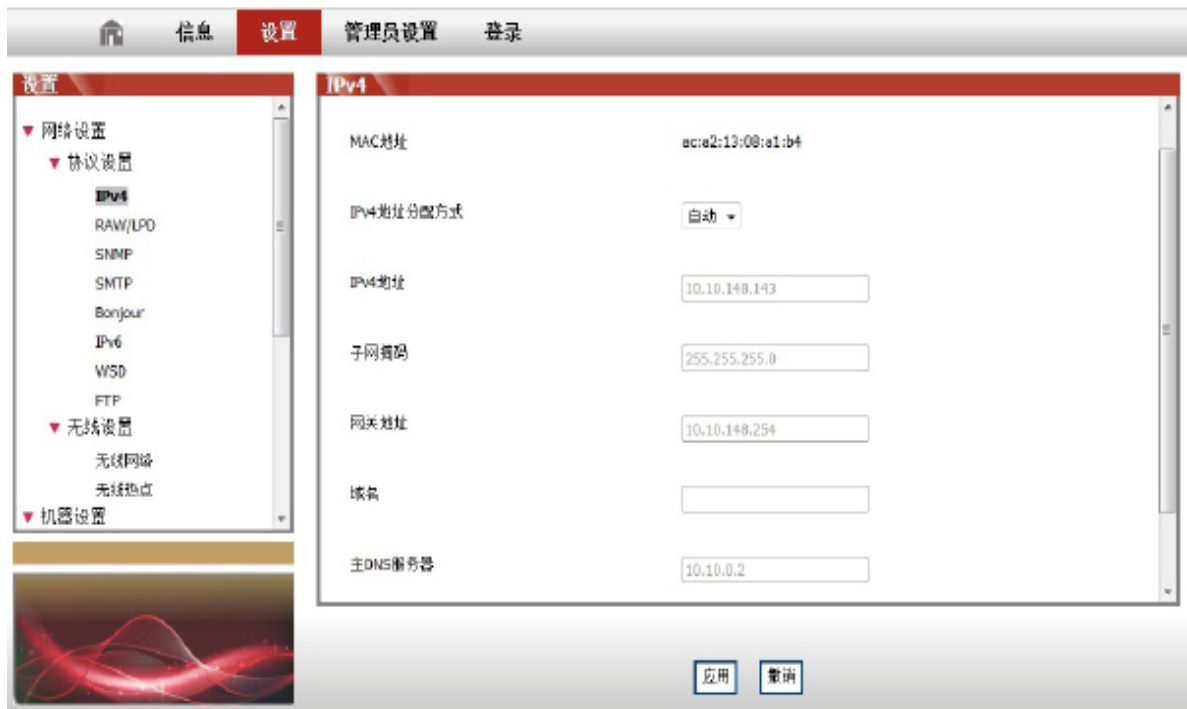 信息 设置 管理员设置 登录
设置
▼ 网络设置
▼ 协议设置
IPv4
RAW/LPD
SNMP
SMTP
Bonjour
IPv6
WSD
FTP
▼ 无线设置
无线网络
无线热点
▼ 机器设置
IPv4
MAC地址 ac:a2:13:08:a1:b4
IPv4地址分配方式 自动
IPv4地址 10.10.148.143
子网掩码 255.255.255.0
网关地址 10.10.148.254
域名
主DNS服务器 10.10.0.2
应用 撤销